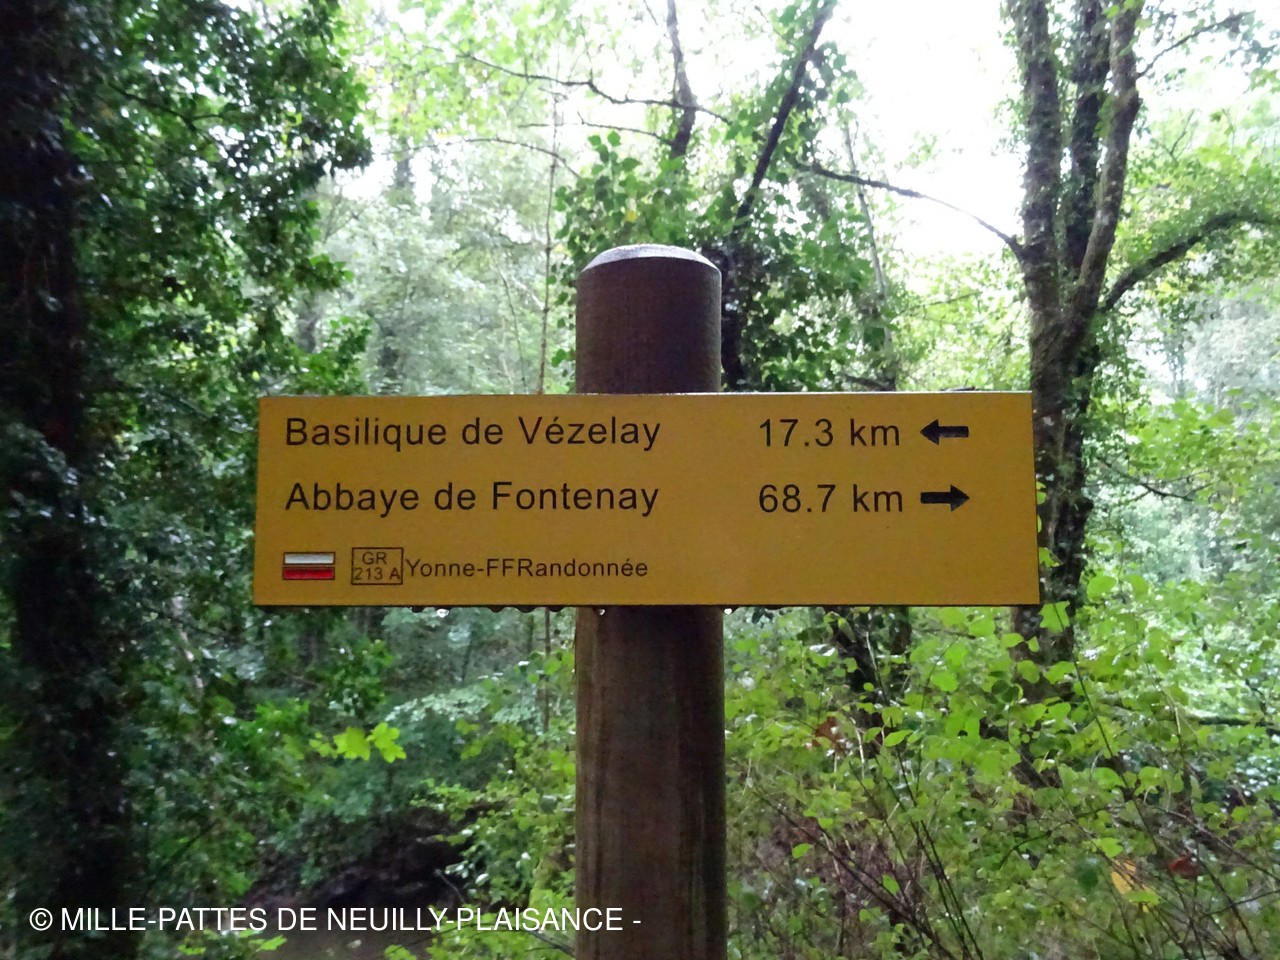 Basilique de Vézelay 17.3 km ←
Abbaye de Fontenay 68.7 km →
GR
213 A Yonne-FFRandonnée
© MILLE-PATTES DE NEUILLY-PLAISANCE -